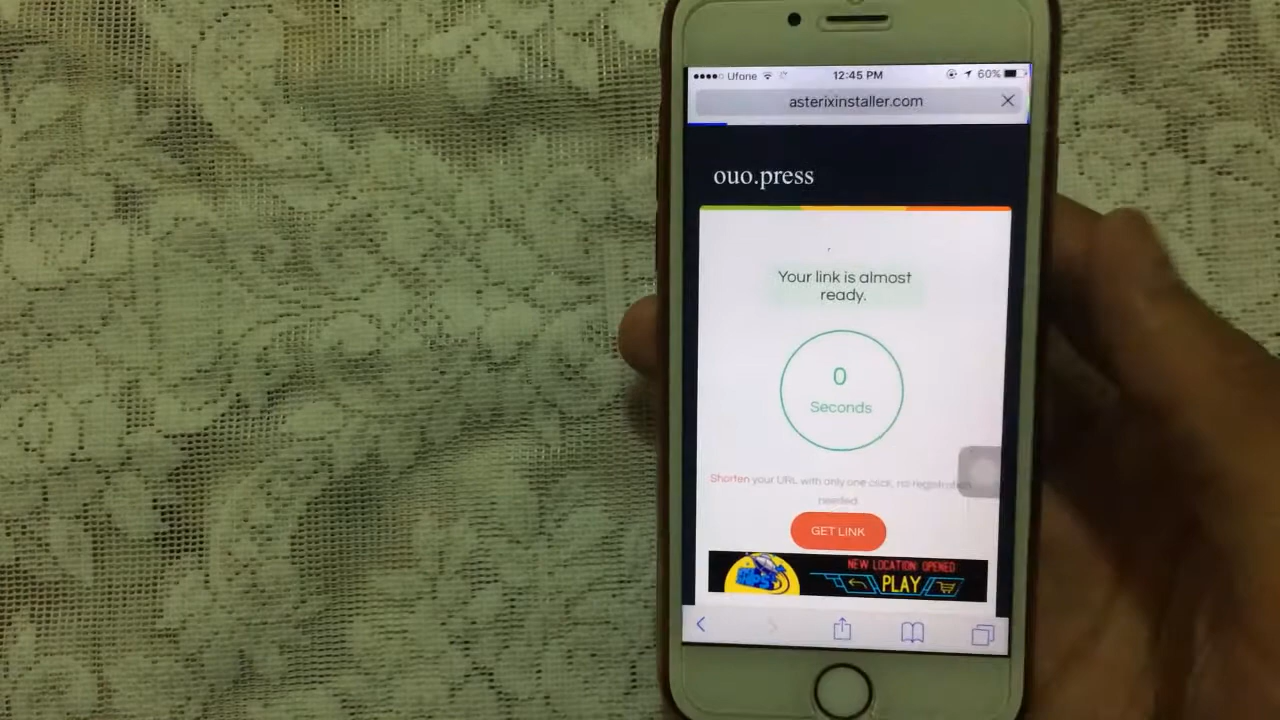 Ufone 12:45 PM 60%
asterixinstaller.com
ouo.press
Your link is almost
ready.
0
Seconds
Shorten your URL with only one click, no registration
needed.
GET LINK
NEW LOCATION OPENED
PLAY